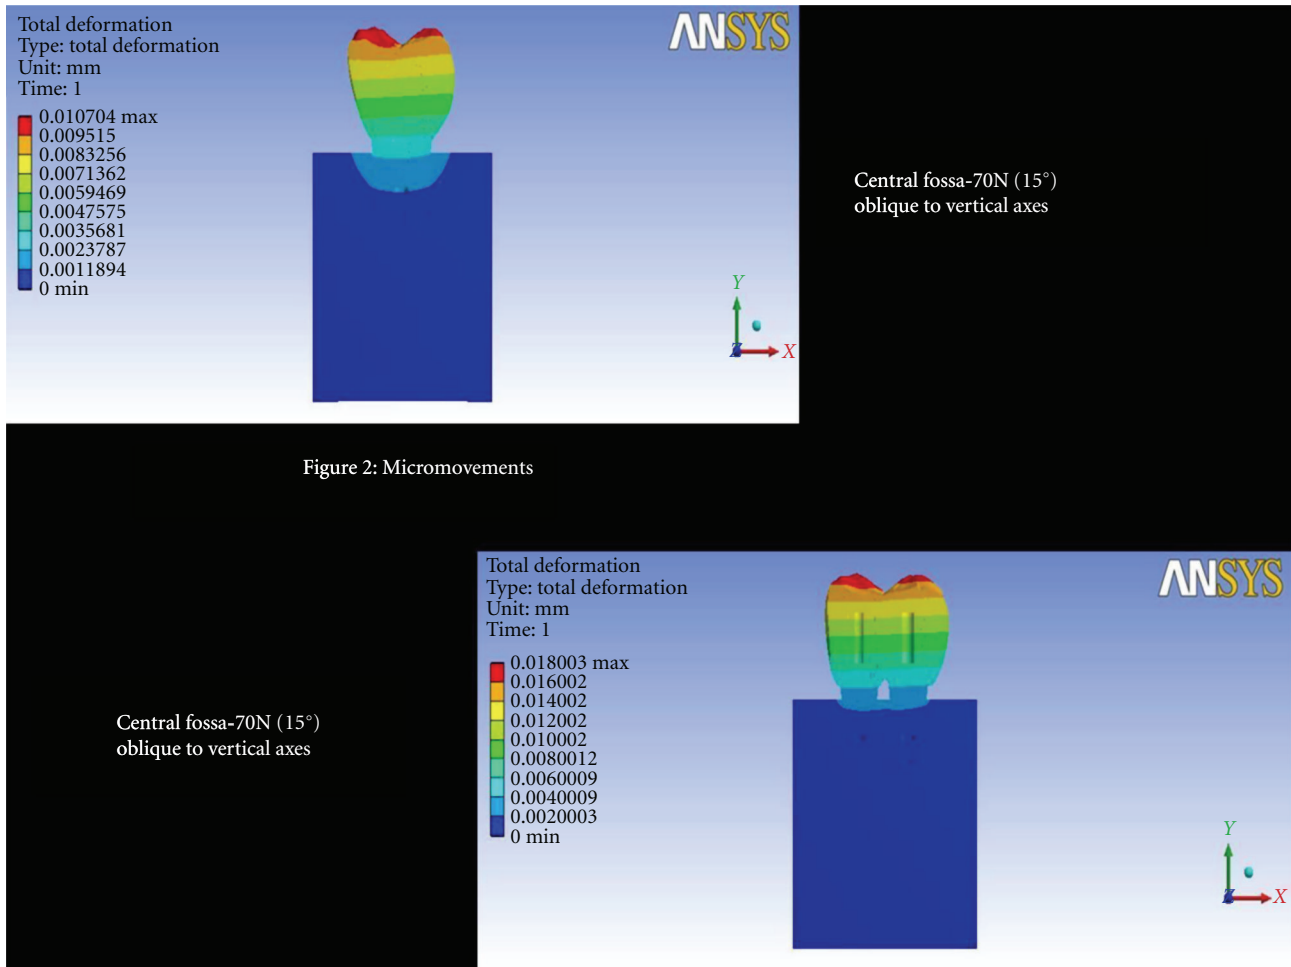 Total deformation
Type: total deformation
Unit: mm
Time: 1
0.010704 max
0.009515
0.0083256
0.0071362
0.0059469
0.0047575
0.0035681
0.0023787
0.0011894
0 min
ANSYS
Y
Z
X
Central fossa-70N (15°)
oblique to vertical axes
Figure 2: Micromovements
Central fossa-70N (15°)
oblique to vertical axes
Total deformation
Type: total deformation
Unit: mm
Time: 1
0.018003 max
0.016002
0.014002
0.012002
0.010002
0.0080012
0.0060009
0.0040009
0.0020003
0 min
ANSYS
Y
Z
X